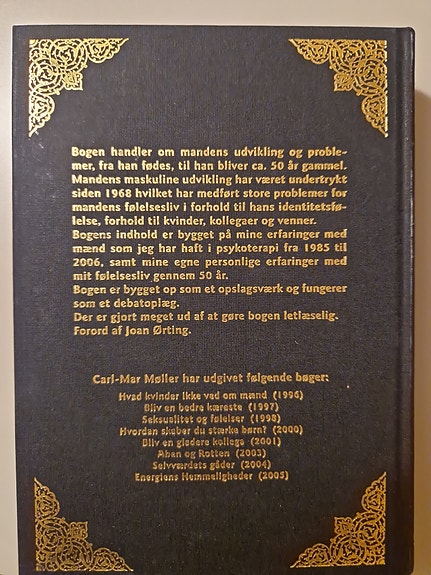 Bogen handler om mandens udvikling og proble-
mer, fra han fødes, til han bliver ca. 50 år gammel.
Mandens maskuline udvikling har været undertrykt
siden 1968 hvilket har medført store problemer for
mandens følelsesliv i forhold til hans identitetsfø-
lelse, forhold til kvinder, kollegaer og venner.
Bogens indhold er bygget på mine erfaringer med
mænd som jeg har haft i psykoterapi fra 1985 til
2006, samt mine egne personlige erfaringer med
mit følelsesliv gennem 50 år.
Bogen er bygget op som et opslagsværk og fungerer
som et debatoplæg.
Der er gjort meget ud af at gøre bogen letlæselig.
Forord af Joan Ørting.
Carl-Mar Møller har udgivet følgende bøger:
Hvad kvinder ikke ved om mænd (1996)
Bliv en bedre kæreste (1997)
Seksualitet og følelser (1998)
Hvordan skaber du stærke børn? (2000)
Bliv en gladere kollega (2001)
Aben og Rotten (2003)
Selvværdets gåder (2004)
Energiens Hemmeligheder (2005)